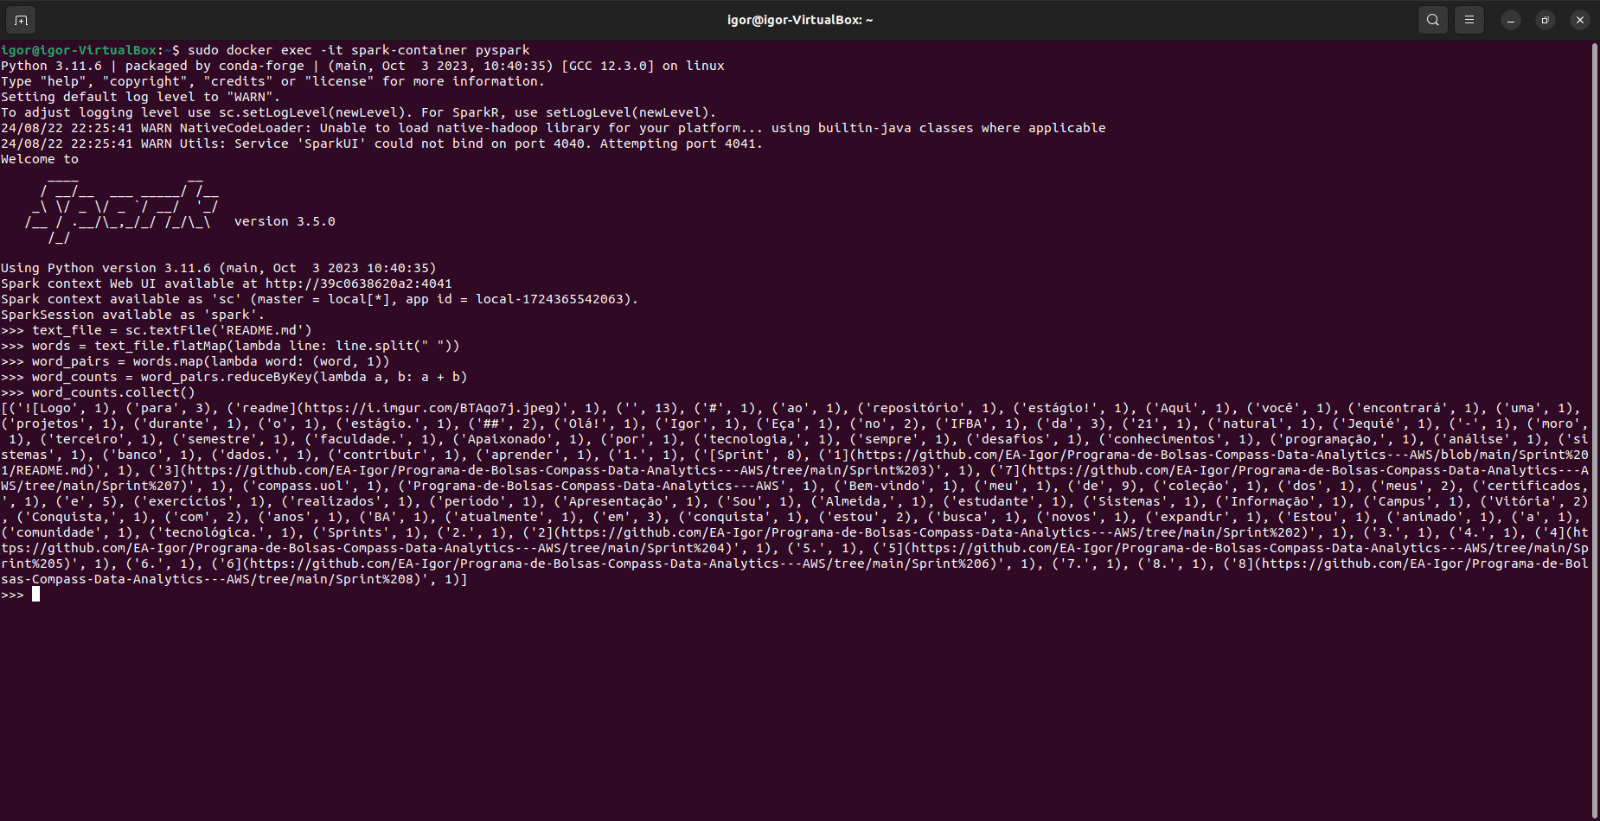 igor@igor-VirtualBox: ~
igor@igor-VirtualBox:~$ sudo docker exec -it spark-container pyspark
Python 3.11.6 | packaged by conda-forge | (main, Oct  3 2023, 10:40:35) [GCC 12.3.0] on linux
Type "help", "copyright", "credits" or "license" for more information.
Setting default log level to "WARN".
To adjust logging level use sc.setLogLevel(newLevel). For SparkR, use setLogLevel(newLevel).
24/08/22 22:25:41 WARN NativeCodeLoader: Unable to load native-hadoop library for your platform... using builtin-java classes where applicable
24/08/22 22:25:41 WARN Utils: Service 'SparkUI' could not bind on port 4040. Attempting port 4041.
Welcome to
      ____              __
     / __/__  ___ _____/ /__
    _\ \/ _ \/ _ `/ __/  '_/
   /__ / .__/\_,_/_/ /_/\_\   version 3.5.0
      /_/
Using Python version 3.11.6 (main, Oct  3 2023 10:40:35)
Spark context Web UI available at http://39c0638620a2:4041
Spark context available as 'sc' (master = local[*], app id = local-1724365542063).
SparkSession available as 'spark'.
>>> text_file = sc.textFile('README.md')
>>> words = text_file.flatMap(lambda line: line.split(" "))
>>> word_pairs = words.map(lambda word: (word, 1))
>>> word_counts = word_pairs.reduceByKey(lambda a, b: a + b)
>>> word_counts.collect()
[('![Logo', 1), ('para', 3), ('readme](https://i.imgur.com/BTAqo7j.jpeg)', 1), ('', 13), ('#', 1), ('ao', 1), ('repositório', 1), ('estágio!', 1), ('Aqui', 1), ('você', 1), ('encontrará', 1), ('uma', 1),
('projetos', 1), ('durante', 1), ('o', 1), ('estágio.', 1), ('##', 2), ('Olá!', 1), ('Igor', 1), ('Eça', 1), ('no', 2), ('IFBA', 1), ('da', 3), ('21', 1), ('natural', 1), ('Jequié', 1), ('-', 1), ('moro',
 1), ('terceiro', 1), ('semestre', 1), ('faculdade.', 1), ('Apaixonado', 1), ('por', 1), ('tecnologia,', 1), ('sempre', 1), ('desafios', 1), ('conhecimentos', 1), ('programação,', 1), ('análise', 1), ('si
stemas', 1), ('banco', 1), ('dados.', 1), ('contribuir', 1), ('aprender', 1), ('1.', 1), ('[Sprint', 8), ('1](https://github.com/EA-Igor/Programa-de-Bolsas-Compass-Data-Analytics---AWS/blob/main/Sprint%20
1/README.md)', 1), ('3](https://github.com/EA-Igor/Programa-de-Bolsas-Compass-Data-Analytics---AWS/tree/main/Sprint%203)', 1), ('7](https://github.com/EA-Igor/Programa-de-Bolsas-Compass-Data-Analytics---A
WS/tree/main/Sprint%207)', 1), ('compass.uol', 1), ('Programa-de-Bolsas-Compass-Data-Analytics---AWS', 1), ('Bem-vindo', 1), ('meu', 1), ('de', 9), ('coleção', 1), ('dos', 1), ('meus', 2), ('certificados,
', 1), ('e', 5), ('exercícios', 1), ('realizados', 1), ('período', 1), ('Apresentação', 1), ('Sou', 1), ('Almeida,', 1), ('estudante', 1), ('Sistemas', 1), ('Informação', 1), ('Campus', 1), ('Vitória', 2)
, ('Conquista,', 1), ('com', 2), ('anos', 1), ('BA', 1), ('atualmente', 1), ('em', 3), ('conquista', 1), ('estou', 2), ('busca', 1), ('novos', 1), ('expandir', 1), ('Estou', 1), ('animado', 1), ('a', 1),
('comunidade', 1), ('tecnológica.', 1), ('Sprints', 1), ('2.', 1), ('2](https://github.com/EA-Igor/Programa-de-Bolsas-Compass-Data-Analytics---AWS/tree/main/Sprint%202)', 1), ('3.', 1), ('4.', 1), ('4](ht
tps://github.com/EA-Igor/Programa-de-Bolsas-Compass-Data-Analytics---AWS/tree/main/Sprint%204)', 1), ('5.', 1), ('5](https://github.com/EA-Igor/Programa-de-Bolsas-Compass-Data-Analytics---AWS/tree/main/Sp
rint%205)', 1), ('6.', 1), ('6](https://github.com/EA-Igor/Programa-de-Bolsas-Compass-Data-Analytics---AWS/tree/main/Sprint%206)', 1), ('7.', 1), ('8.', 1), ('8](https://github.com/EA-Igor/Programa-de-Bol
sas-Compass-Data-Analytics---AWS/tree/main/Sprint%208)', 1)]
>>>